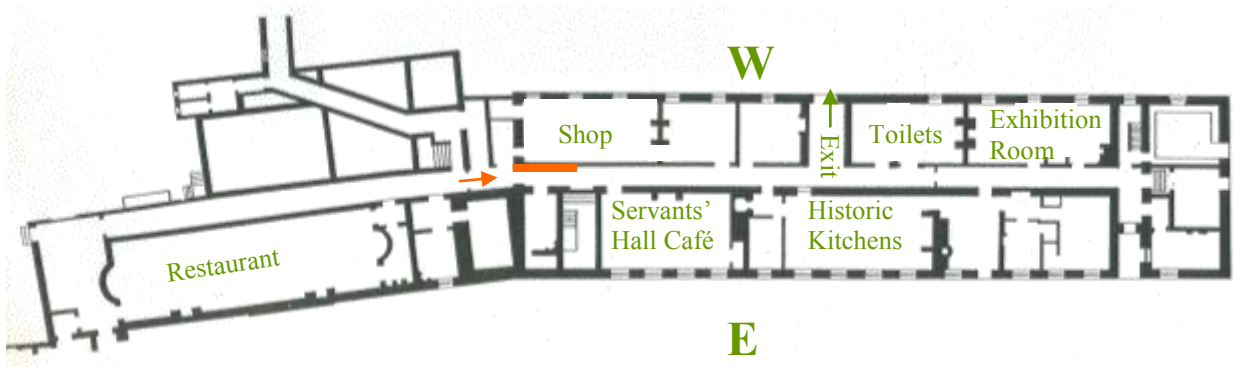 W
Shop
Exit
Toilets
Exhibition
Room
Servants’
Hall Café
Historic
Kitchens
Restaurant
E